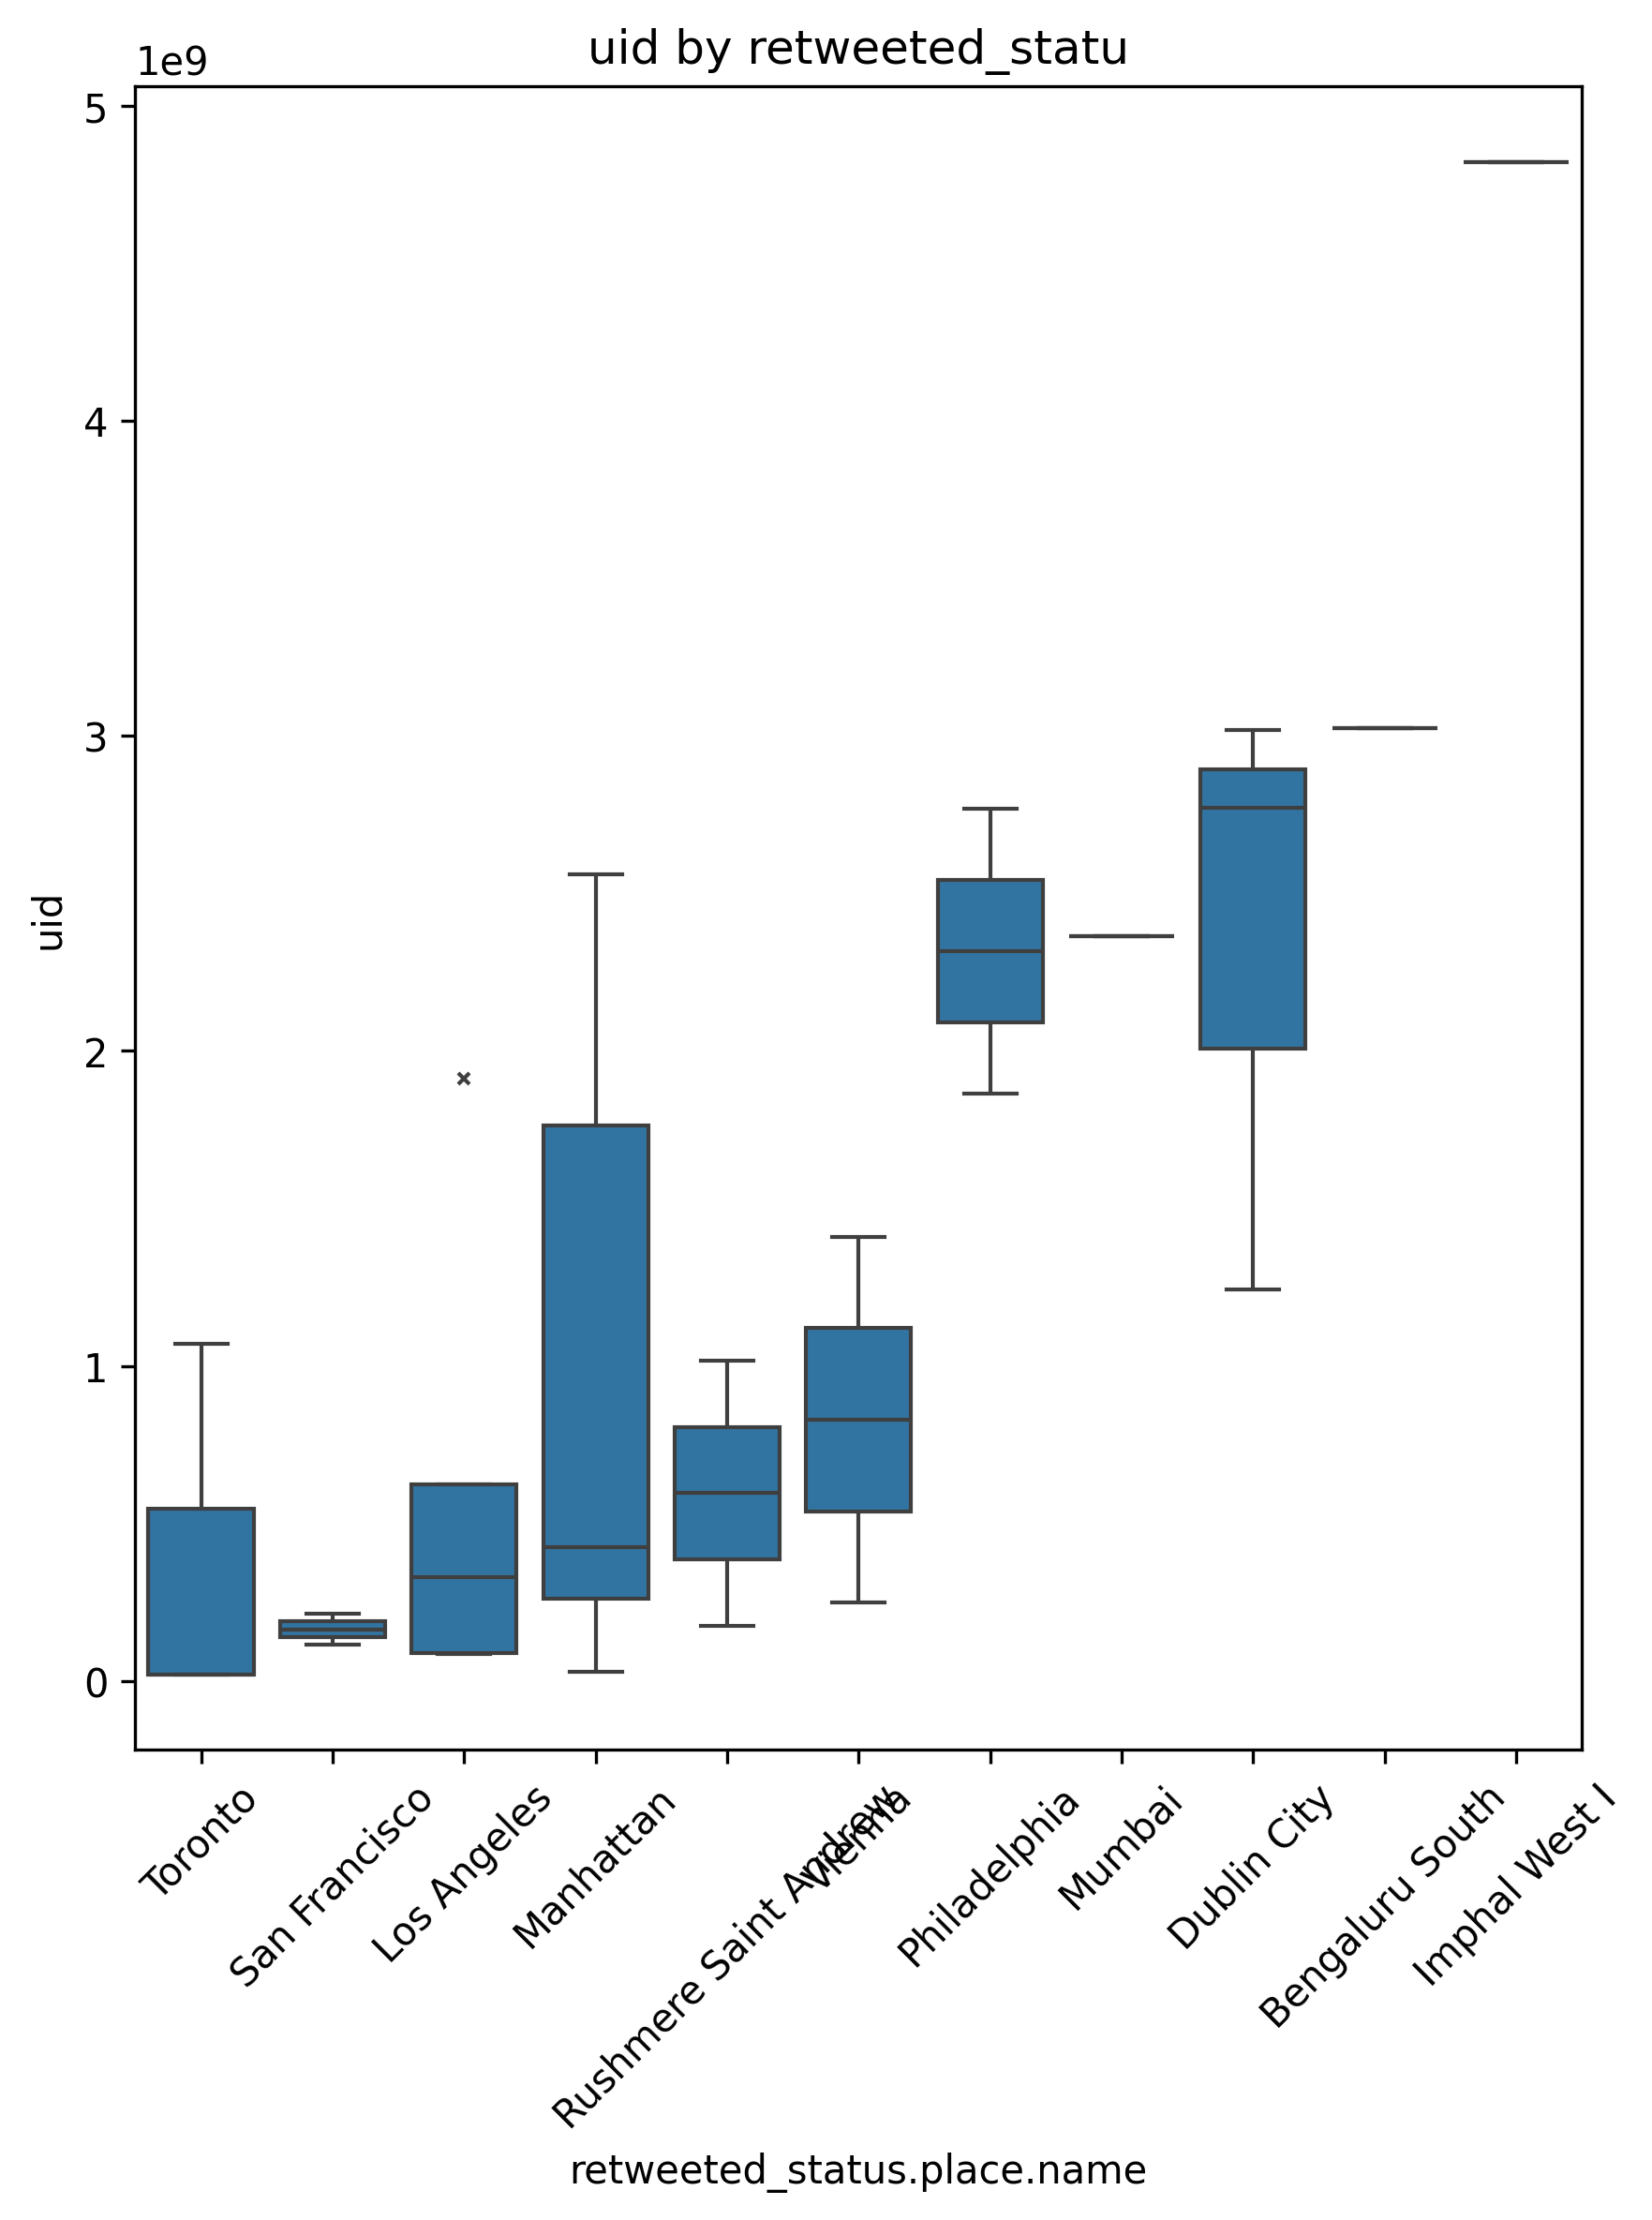 uid by retweeted_statu
1e9
5
4
3
2
1
0
uid
Toronto
San Francisco
Los Angeles
Manhattan
Rushmere Saint Andrew
Vienna
Philadelphia
Mumbai
Dublin City
Bengaluru South
Imphal West I
retweeted_status.place.name